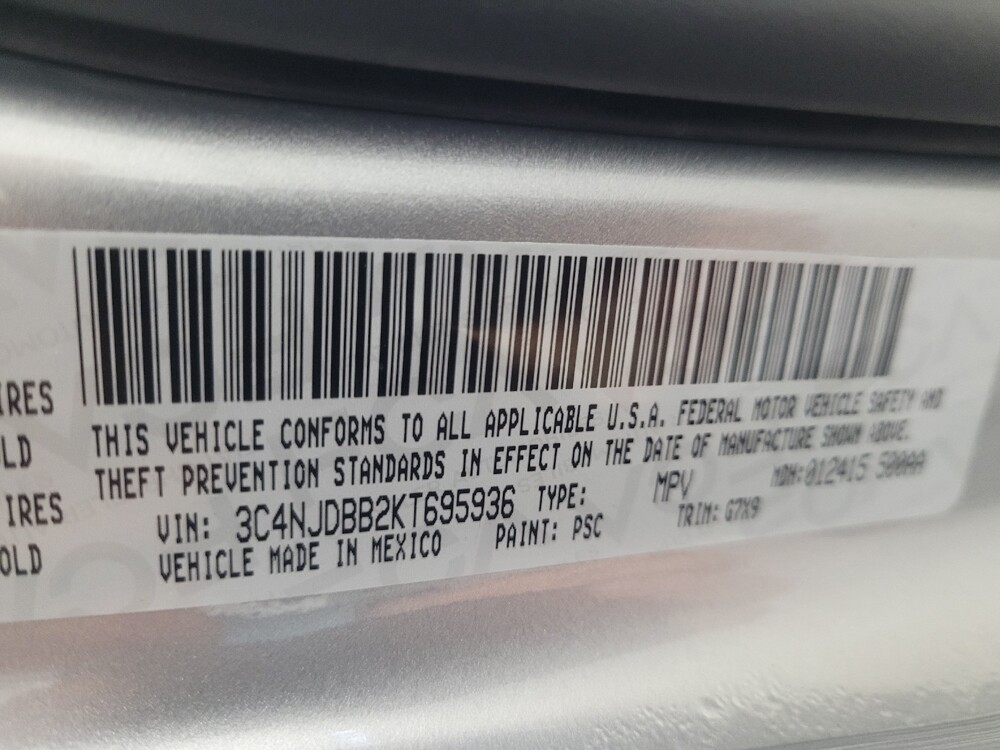 IRES
OLD
IRES
OLD
THIS VEHICLE CONFORMS TO ALL APPLICABLE U.S.A. FEDERAL MOTOR VEHICLE SAFETY AND
THEFT PREVENTION STANDARDS IN EFFECT ON THE DATE OF MANUFACTURE SHOWN ABOVE.
VIN: 3C4NJDBB2KT695936 TYPE: MPV MDH:012415 500AA
VEHICLE MADE IN MEXICO PAINT: PSC TRIM: G7X9